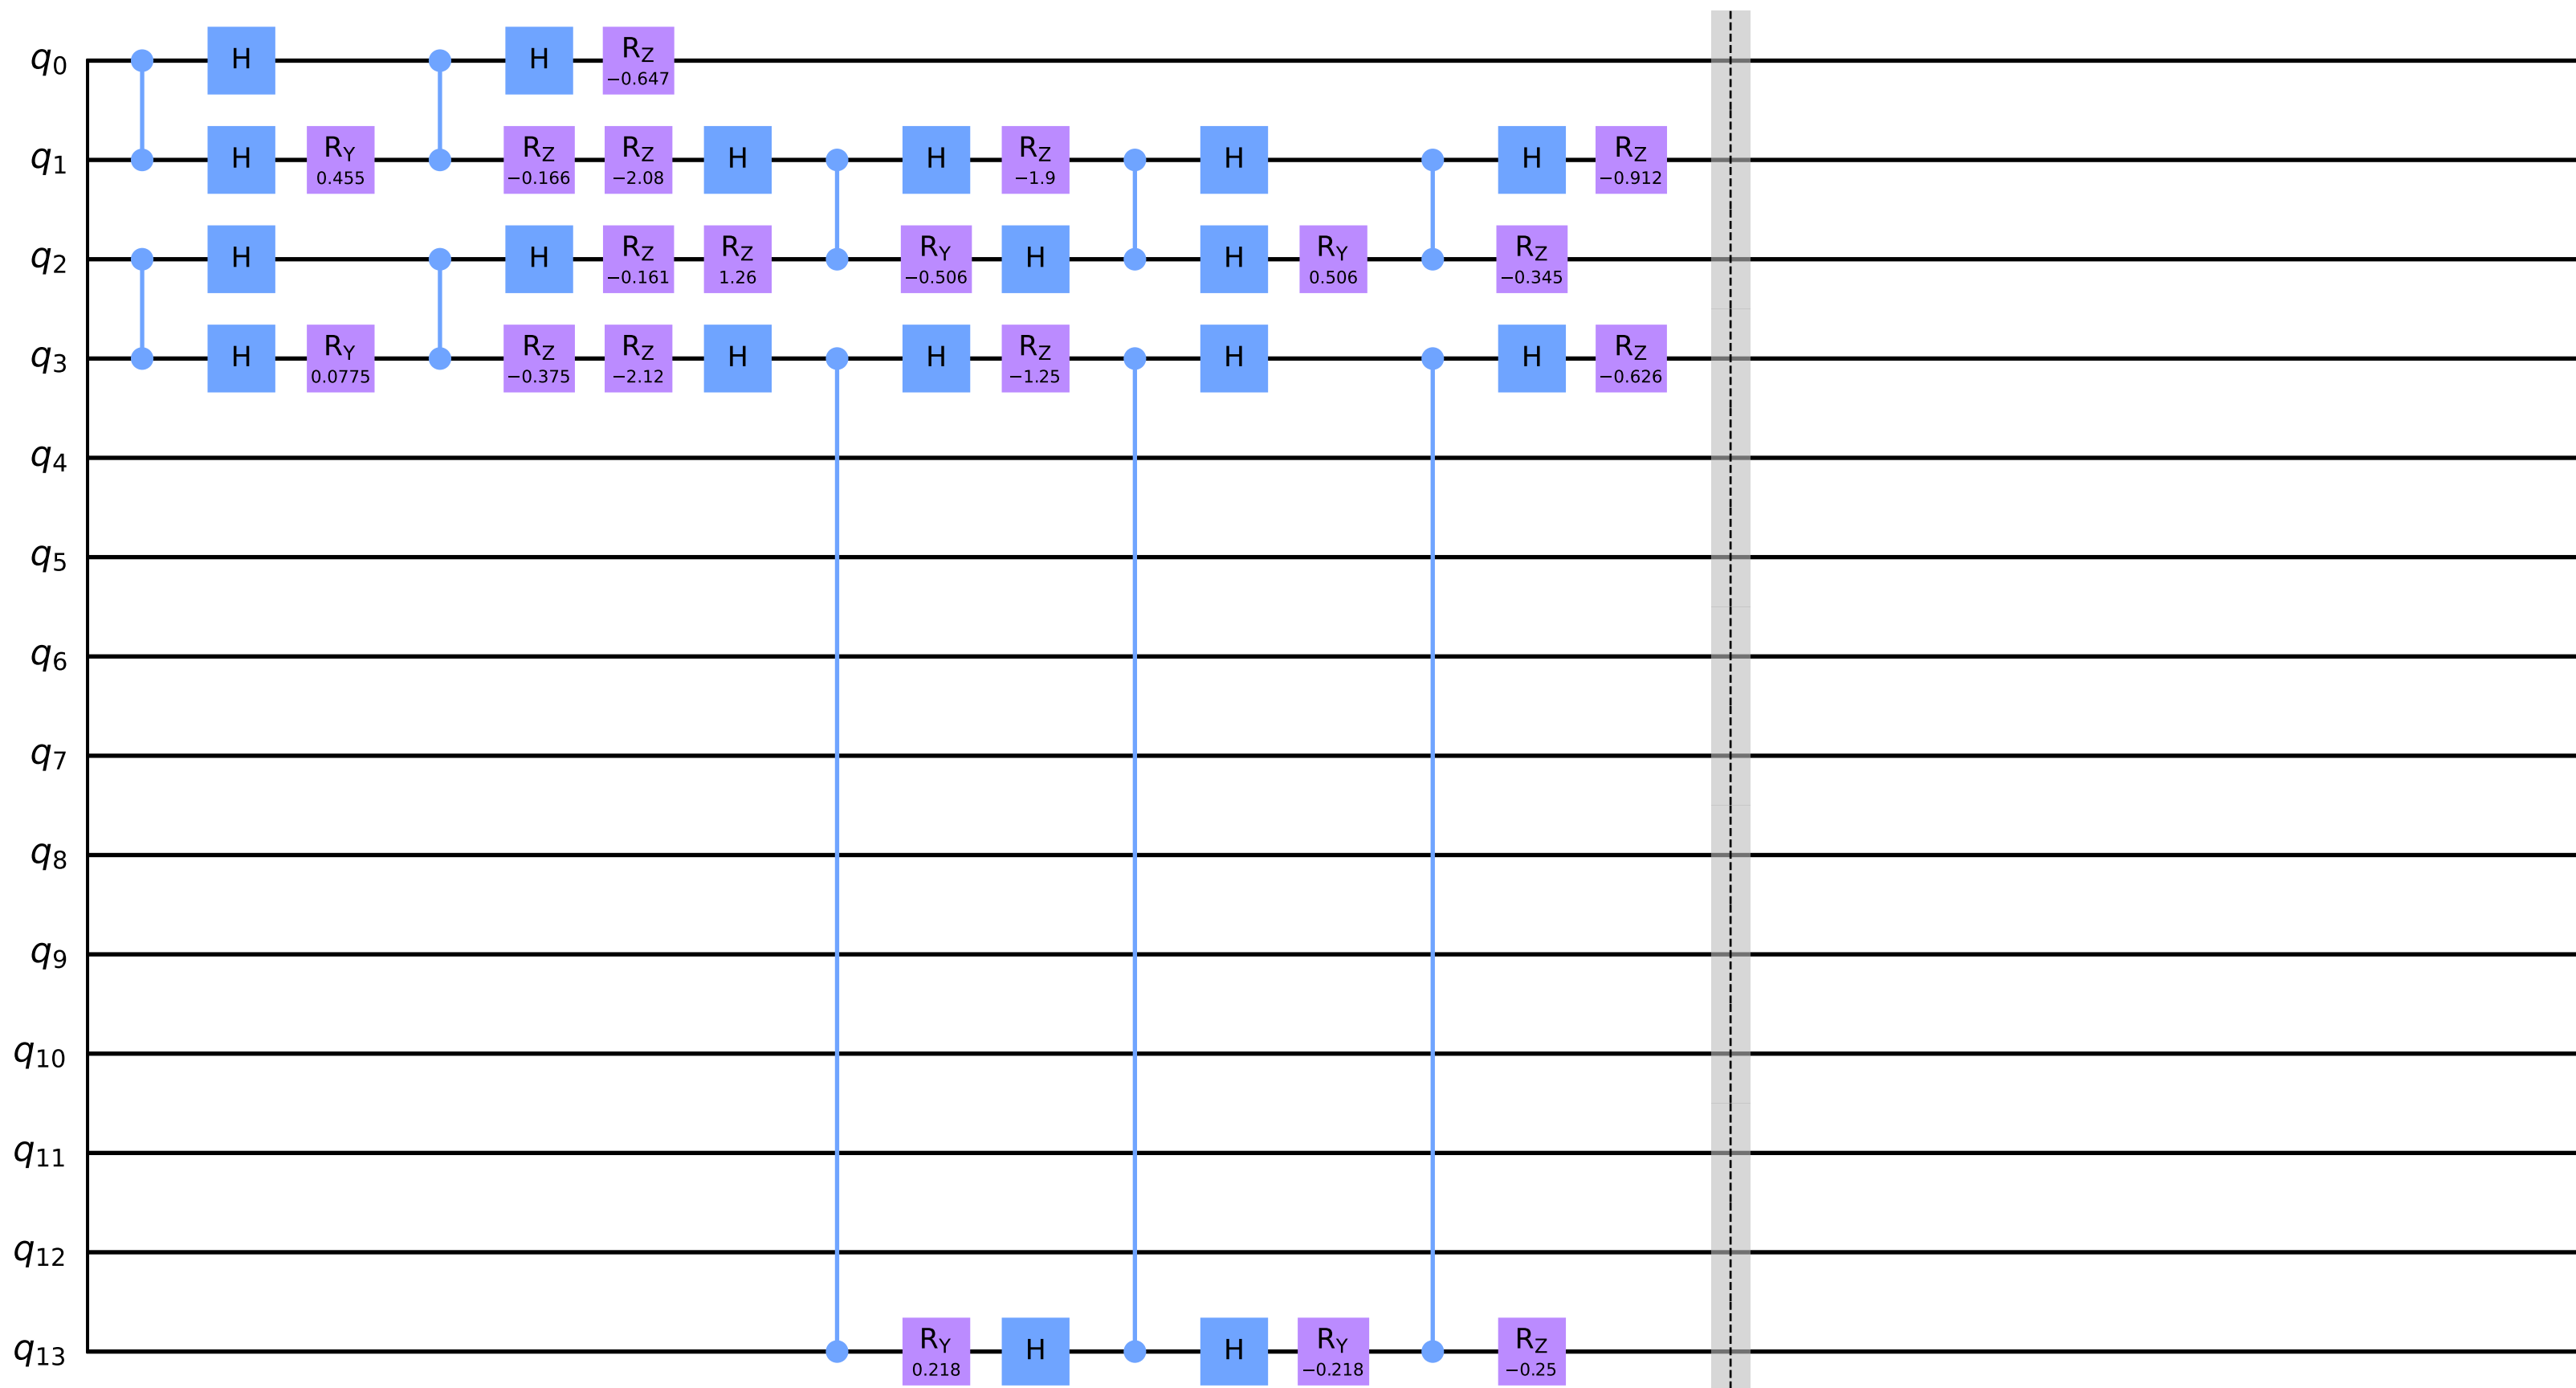 q0 H H RZ −0.647
q1 H RY 0.455 RZ −0.166 RZ −2.08 H H RZ −1.9 H H RZ −0.912
q2 H H RZ −0.161 RZ 1.26 RY −0.506 H H RY 0.506 RZ −0.345
q3 H RY 0.0775 RZ −0.375 RZ −2.12 H H RZ −1.25 H H RZ −0.626
q4
q5
q6
q7
q8
q9
q10
q11
q12
q13 RY 0.218 H H RY −0.218 RZ −0.25